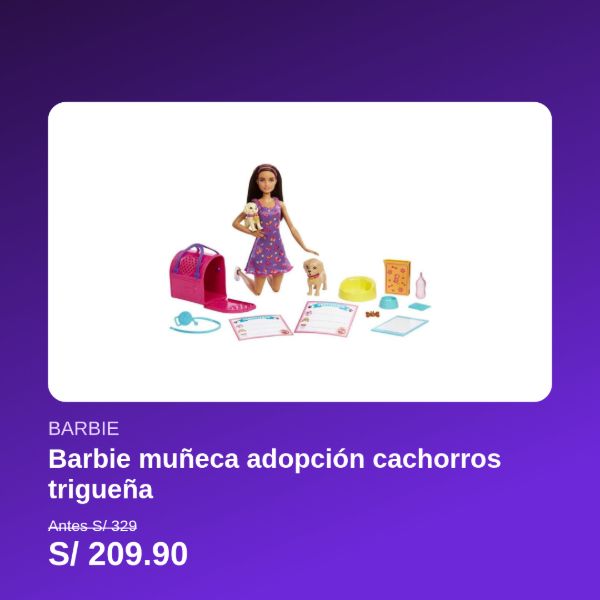 BARBIE
Barbie muñeca adopción cachorros
trigueña
Antes S/ 329
S/ 209.90